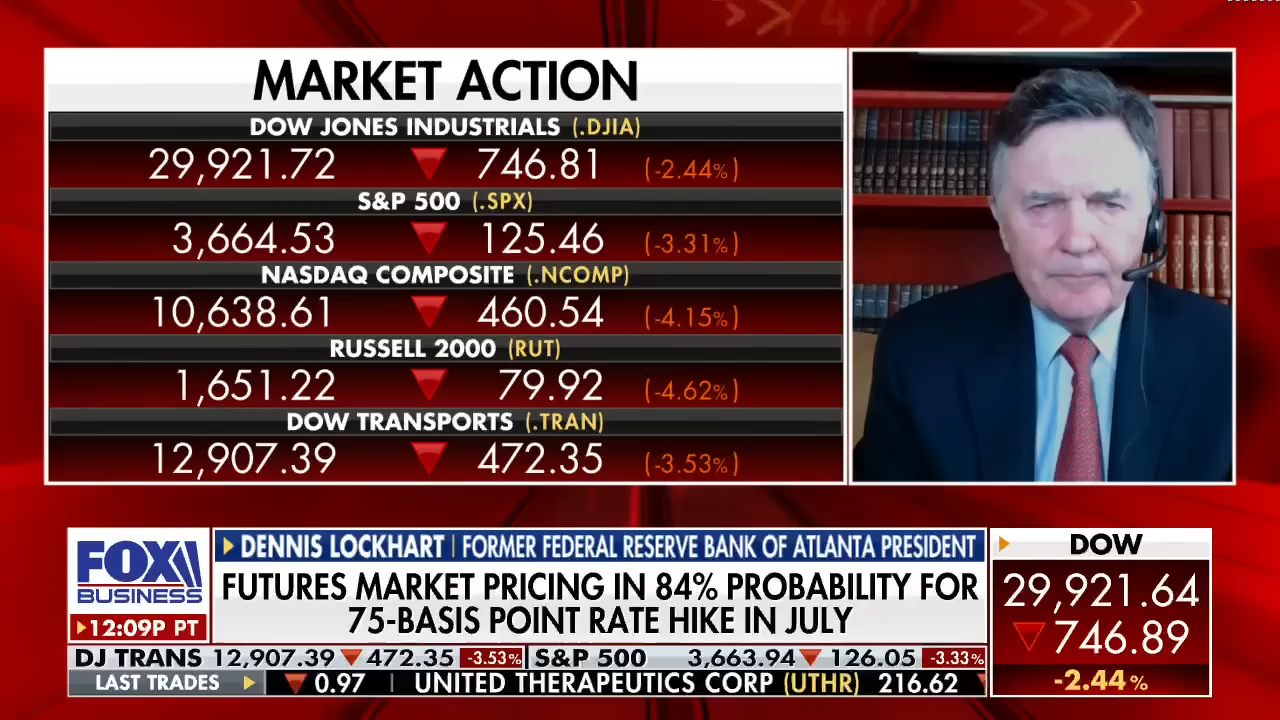 MARKET ACTION
DOW JONES INDUSTRIALS (.DJIA)
29,921.72 ▼ 746.81 (-2.44%)
S&P 500 (.SPX)
3,664.53 ▼ 125.46 (-3.31%)
NASDAQ COMPOSITE (.NCOMP)
10,638.61 ▼ 460.54 (-4.15%)
RUSSELL 2000 (RUT)
1,651.22 ▼ 79.92 (-4.62%)
DOW TRANSPORTS (.TRAN)
12,907.39 ▼ 472.35 (-3.53%)
FOX
BUSINESS
12:09P PT
DENNIS LOCKHART | FORMER FEDERAL RESERVE BANK OF ATLANTA PRESIDENT
FUTURES MARKET PRICING IN 84% PROBABILITY FOR
75-BASIS POINT RATE HIKE IN JULY
DOW
29,921.64
▼ 746.89
-2.44%
DJ TRANS 12,907.39 ▼ 472.35 -3.53% S&P 500 3,663.94 ▼ 126.05 -3.33%
LAST TRADES ▼ 0.97 | UNITED THERAPEUTICS CORP (UTHR) 216.62